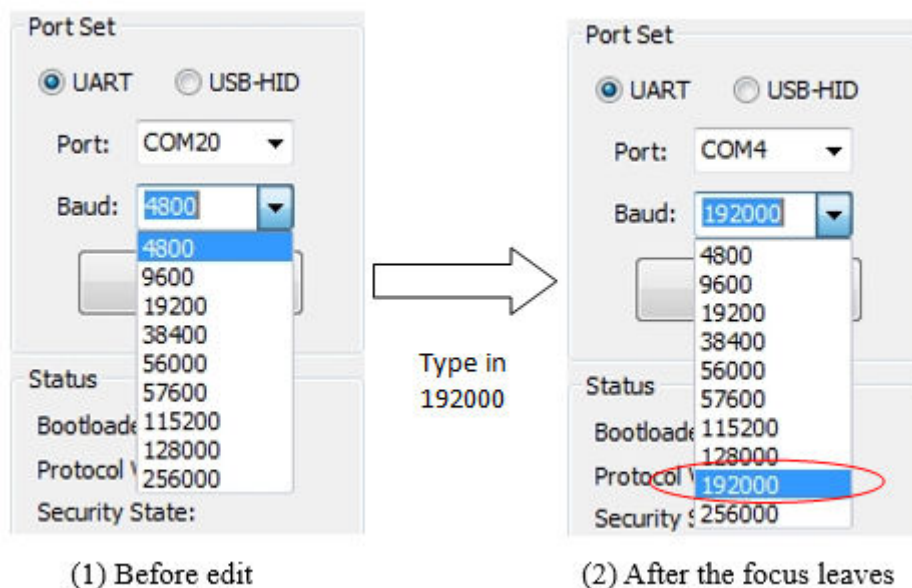 Port Set
UART USB-HID
Port: COM20
Baud: 4800
4800
9600
19200
38400
56000
57600
115200
128000
256000
Status
Bootloade
Protocol
Security State:
(1) Before edit
Type in
192000
Port Set
UART USB-HID
Port: COM4
Baud: 192000
4800
9600
19200
38400
56000
57600
115200
128000
192000
256000
Status
Bootloade
Protocol
Security
(2) After the focus leaves